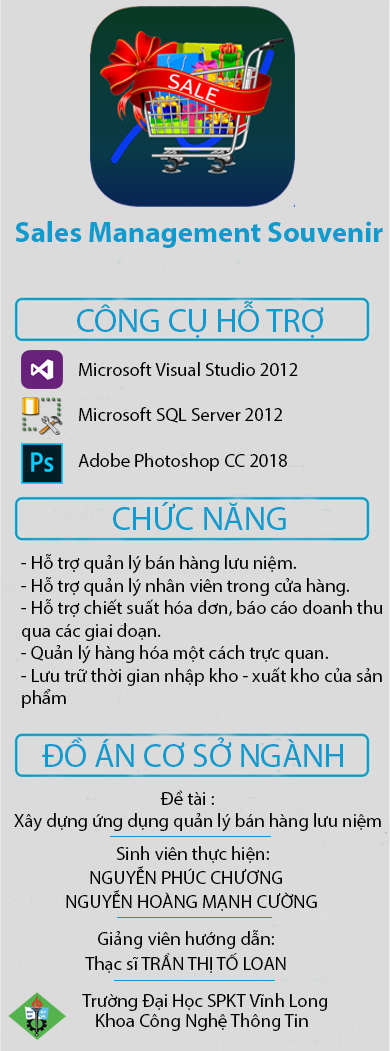 SALE
Sales Management Souvenir
CÔNG CỤ HỖ TRỢ
Microsoft Visual Studio 2012
Microsoft SQL Server 2012
Ps
Adobe Photoshop CC 2018
CHỨC NĂNG
- Hỗ trợ quản lý bán hàng lưu niệm.
- Hỗ trợ quản lý nhân viên trong cửa hàng.
- Hỗ trợ chiết suất hóa dơn, báo cáo doanh thu
qua các giai doạn.
- Quản lý hàng hóa một cách trực quan.
- Lưu trữ thời gian nhập kho - xuất kho của sản
phẩm
ĐỒ ÁN CƠ SỞ NGÀNH
Đề tài :
Xây dựng ứng dụng quản lý bán hàng lưu niệm
Sinh viên thực hiện:
NGUYỄN PHÚC CHƯƠNG
NGUYỄN HOÀNG MẠNH CƯỜNG
Giảng viên hướng dẫn:
Thạc sĩ TRẦN THỊ TỐ LOAN
Trường Đại Học SPKT Vĩnh Long
Khoa Công Nghệ Thông Tin